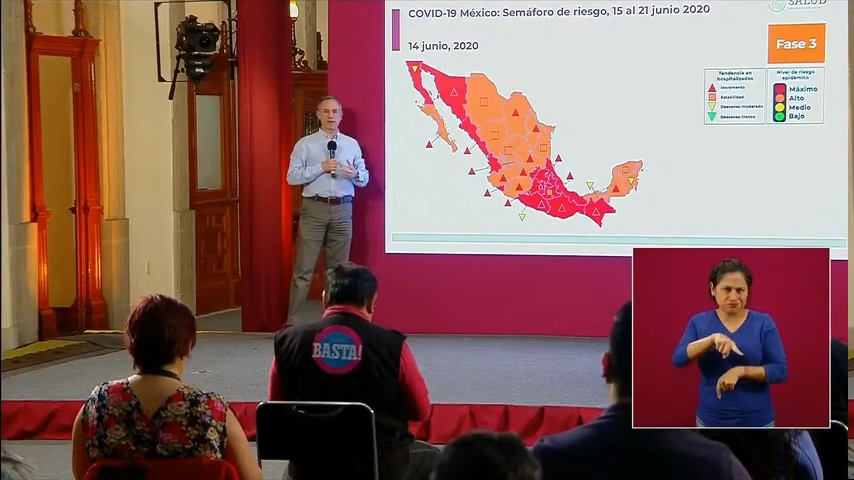 COVID-19 México: Semáforo de riesgo, 15 al 21 junio 2020
SALUD
14 junio, 2020
Fase 3
Tendencia en
hospitalizados
Incremento
Estabilidad
Descenso moderado
Descenso franco
Nivel de riesgo
epidémico
Máximo
Alto
Medio
Bajo
BASTA!